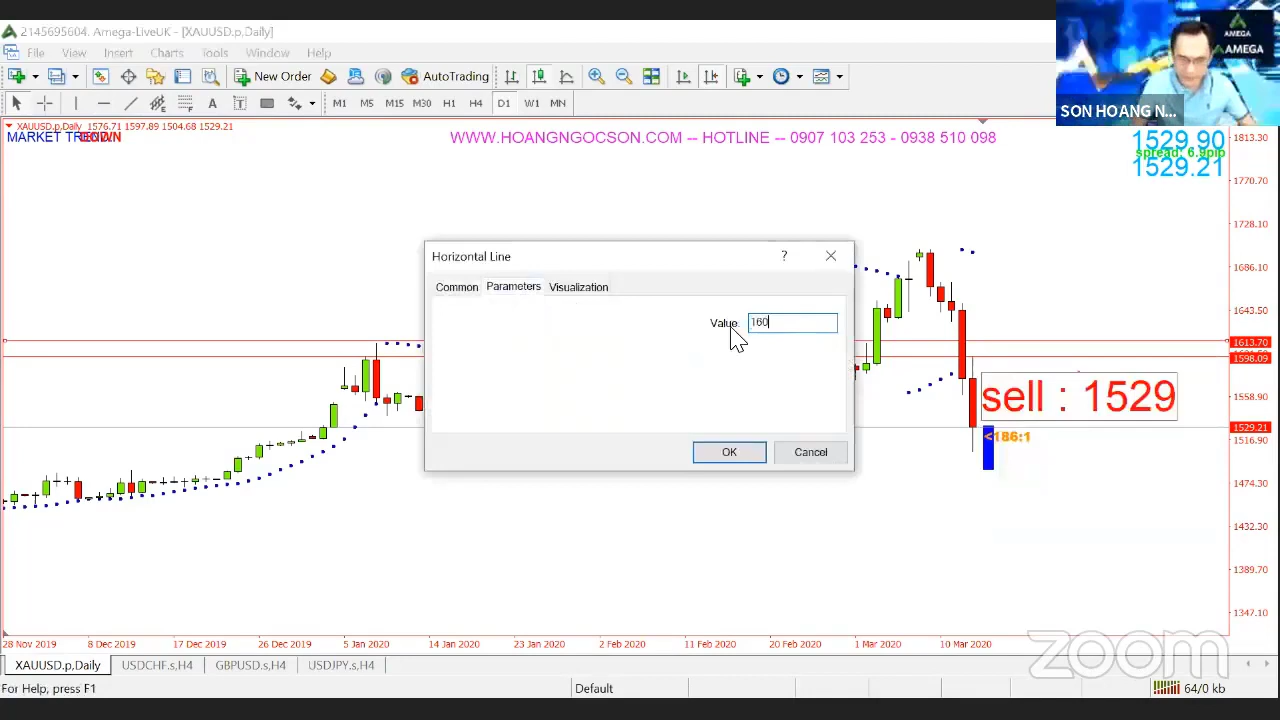 2145695604. Amega-LiveUK - [XAUUSD.p,Daily]
File View Insert Charts Tools Window Help
New Order AutoTrading
A T M1 M5 M15 M30 H1 H4 D1 W1 MN
AMEGA
AMEGA
SON HOANG N...
XAUUSD.p,Daily 1576.71 1597.89 1504.68 1529.21
MARKET TREND:
DOWN
WWW.HOANGNGOCSON.COM -- HOTLINE -- 0907 103 253 - 0938 510 098
1529.90
spread: 6.9pip
1529.21
1813.30
1770.70
1728.10
1686.10
1643.50
1613.70
1598.09
1558.90
1529.21
1516.90
1474.30
1432.30
1389.70
1347.10
Horizontal Line
?
Common Parameters Visualization
Value: 160
OK Cancel
sell : 1529
<186:1
28 Nov 2019 8 Dec 2019 17 Dec 2019 26 Dec 2019 5 Jan 2020 14 Jan 2020 23 Jan 2020 2 Feb 2020 11 Feb 2020 20 Feb 2020 1 Mar 2020 10 Mar 2020
zoom
XAUUSD.p,Daily USDCHF.s,H4 GBPUSD.s,H4 USDJPY.s,H4
For Help, press F1 Default 64/0 kb